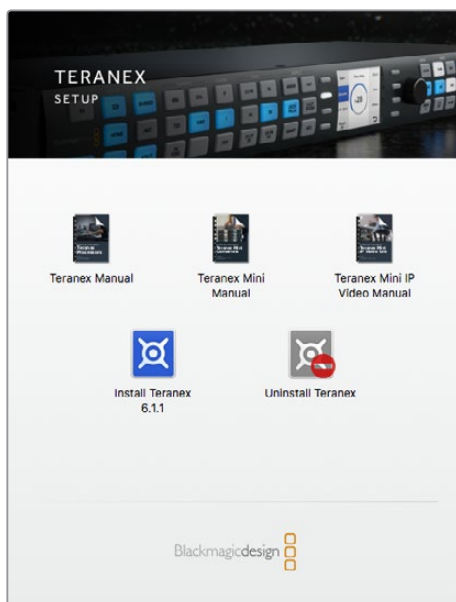 TERANEX
SETUP
Teranex Manual
Teranex Mini
Manual
Teranex Mini IP
Video Manual
Install Teranex
6.1.1
Uninstall Teranex
Blackmagicdesign